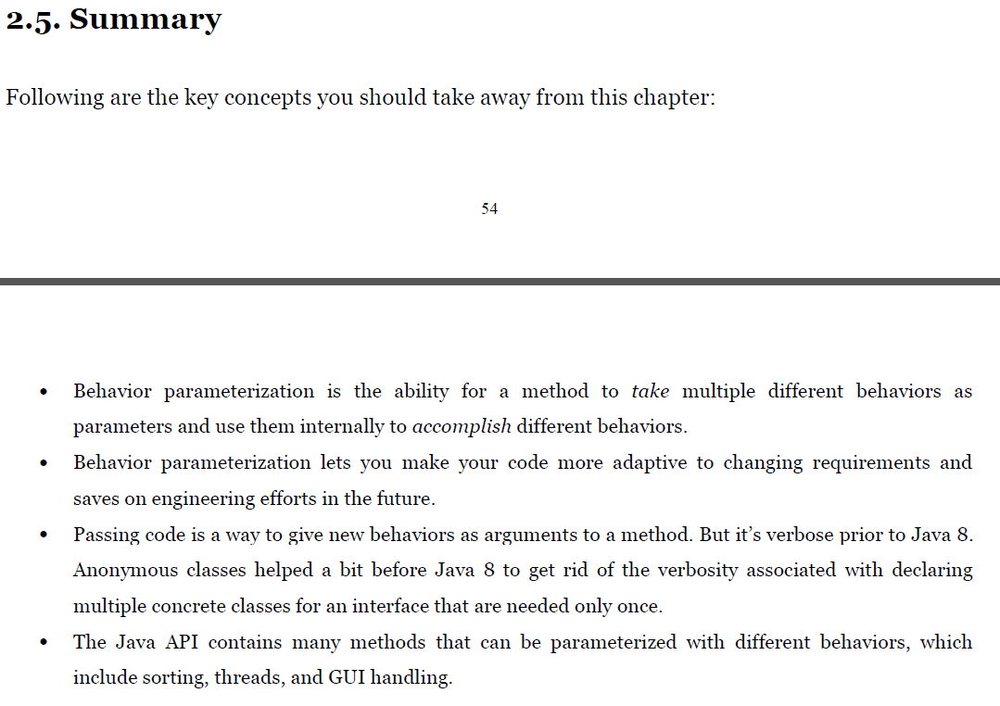 2.5. Summary
Following are the key concepts you should take away from this chapter:
54
• Behavior parameterization is the ability for a method to take multiple different behaviors as
parameters and use them internally to accomplish different behaviors.
• Behavior parameterization lets you make your code more adaptive to changing requirements and
saves on engineering efforts in the future.
• Passing code is a way to give new behaviors as arguments to a method. But it’s verbose prior to Java 8.
Anonymous classes helped a bit before Java 8 to get rid of the verbosity associated with declaring
multiple concrete classes for an interface that are needed only once.
• The Java API contains many methods that can be parameterized with different behaviors, which
include sorting, threads, and GUI handling.